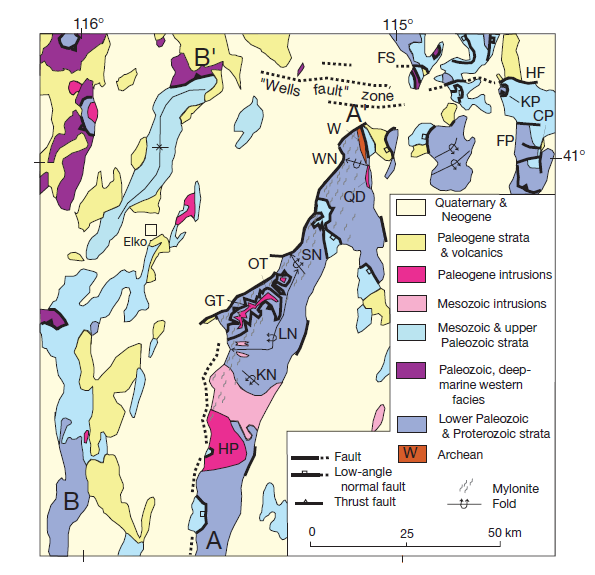 116°
115°
B'
FS
HF
"Wells fault" zone
KP
A'
CP
W
FP
WN
41°
QD
Elko
SN
OT
GT
LN
KN
HP
B
A
Quaternary &
Neogene
Paleogene strata
& volcanics
Paleogene intrusions
Mesozoic intrusions
Mesozoic & upper
Paleozoic strata
Paleozoic, deep-
marine western
facies
Lower Paleozoic
& Proterozoic strata
W Archean
Fault
Low-angle
normal fault
Thrust fault
Mylonite
Fold
0 25 50 km